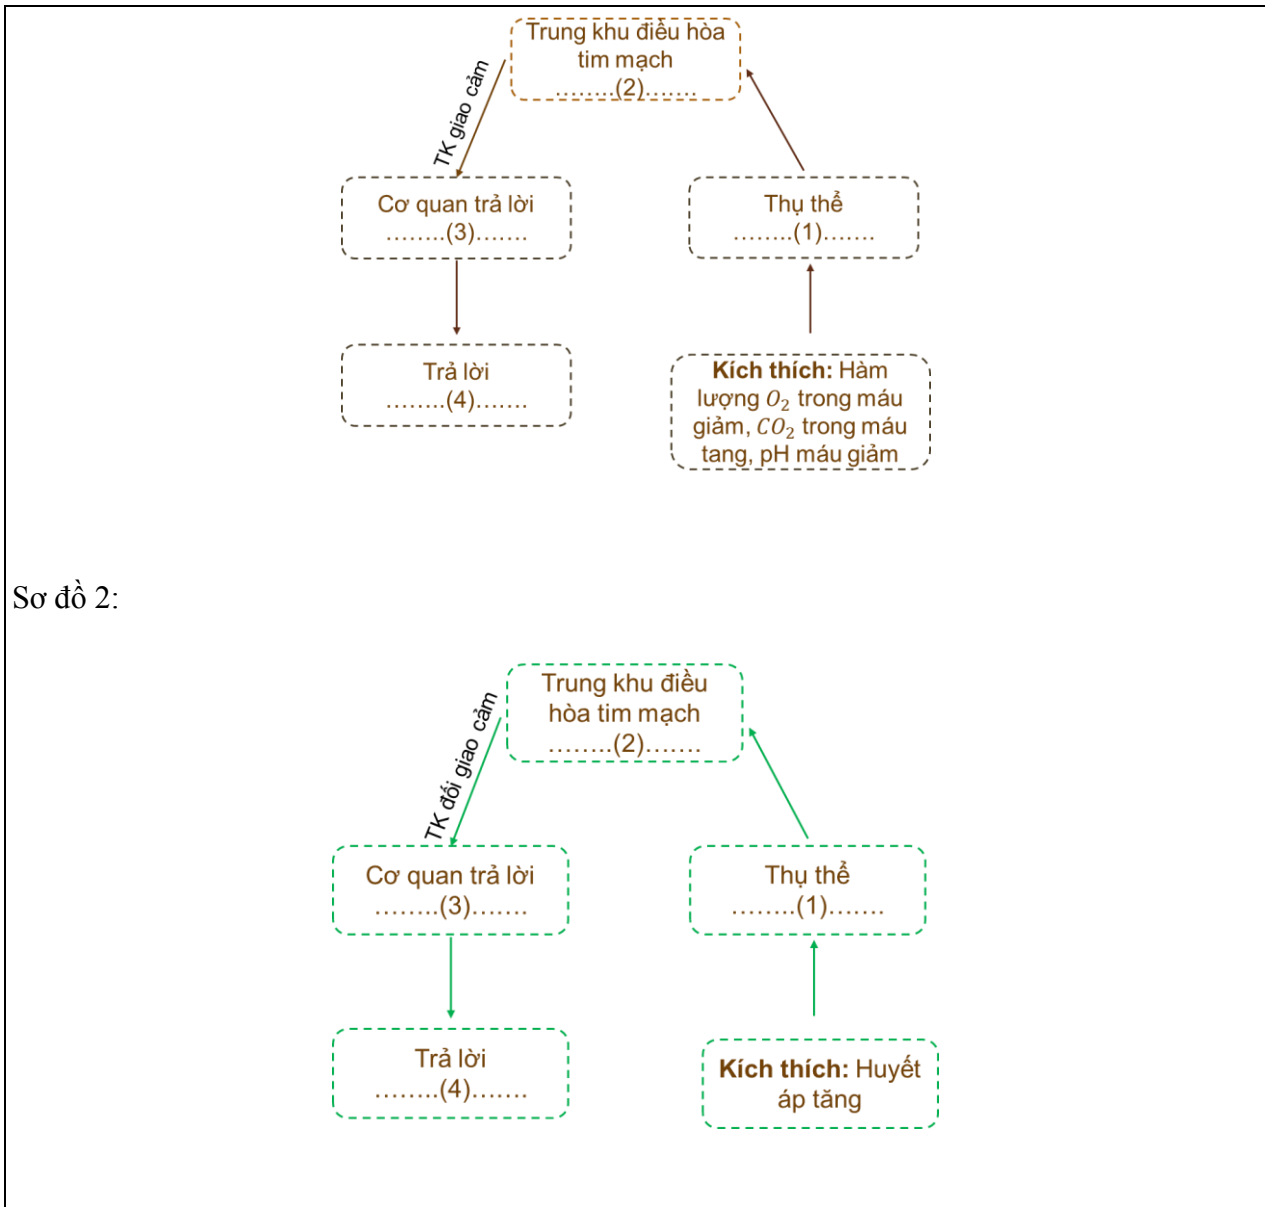 Trung khu điều hòa
tim mạch
........(2).......
TK giao cảm
Cơ quan trả lời
........(3).......
Thụ thể
........(1).......
Trả lời
........(4).......
Kích thích: Hàm
lượng O₂ trong máu
giảm, CO₂ trong máu
tang, pH máu giảm
Sơ đồ 2:
Trung khu điều
hòa tim mạch
........(2).......
TK đối giao cảm
Cơ quan trả lời
........(3).......
Thụ thể
........(1).......
Trả lời
........(4).......
Kích thích: Huyết
áp tăng